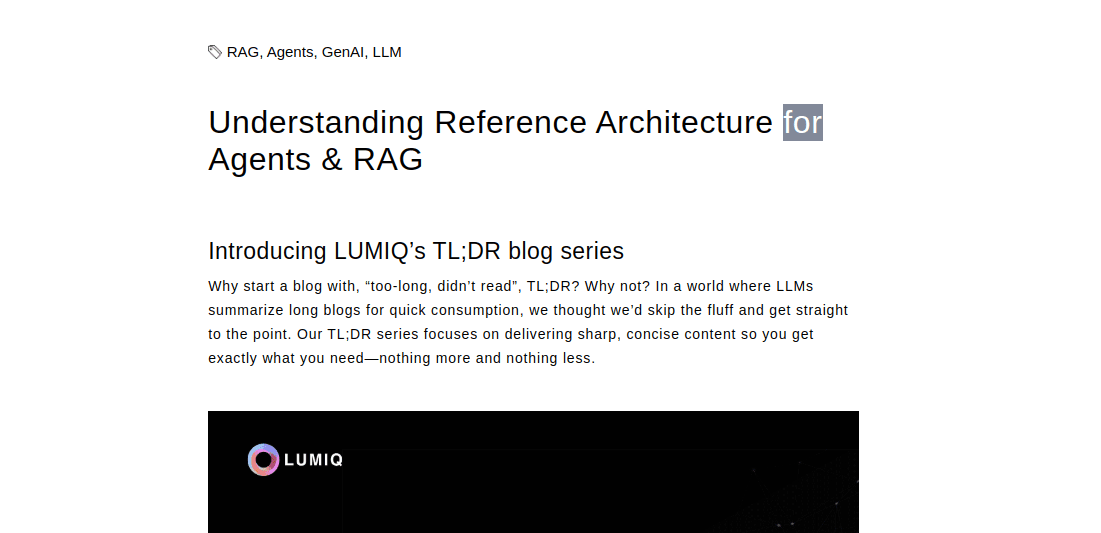 RAG, Agents, GenAI, LLM
Understanding Reference Architecture for
Agents & RAG
Introducing LUMIQ’s TL;DR blog series
Why start a blog with, “too-long, didn’t read”, TL;DR? Why not? In a world where LLMs
summarize long blogs for quick consumption, we thought we’d skip the fluff and get straight
to the point. Our TL;DR series focuses on delivering sharp, concise content so you get
exactly what you need—nothing more and nothing less.
LUMIQ